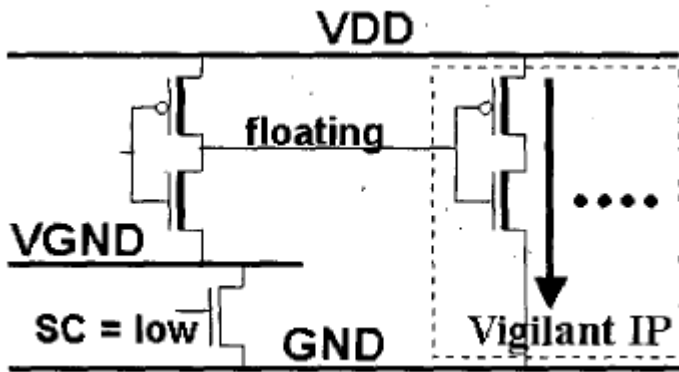 VDD
floating
VGND
SC = low
GND
Vigilant IP